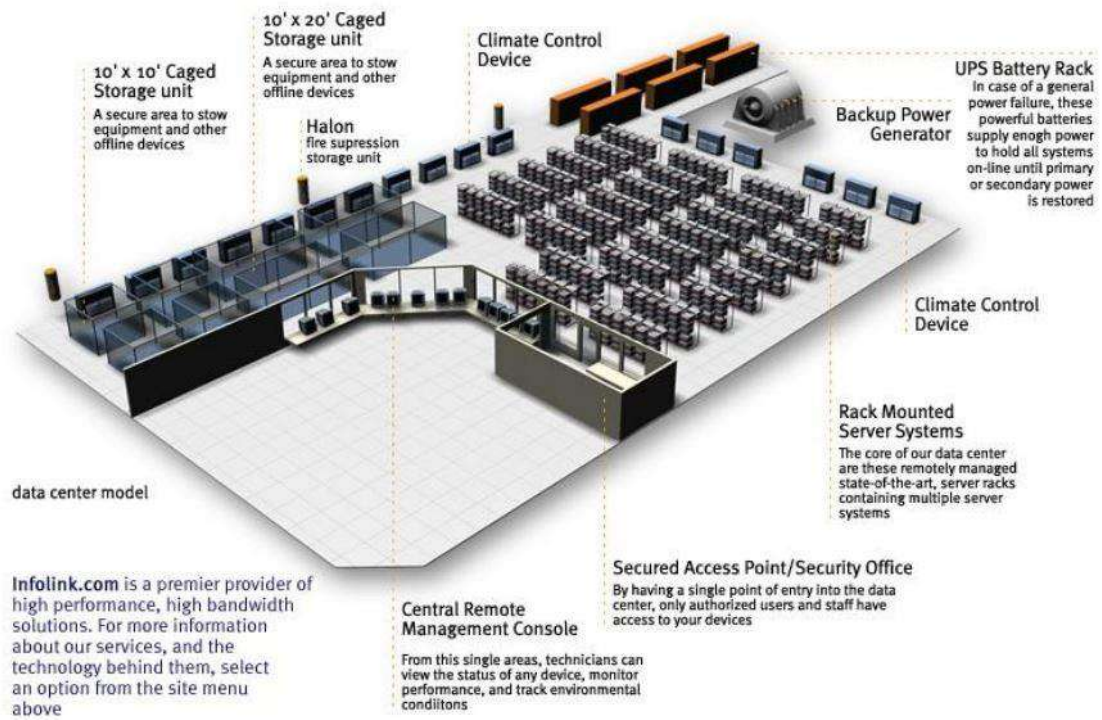 10' x 20' Caged
Storage unit
A secure area to stow
equipment and other
offline devices
Climate Control
Device
10' x 10' Caged
Storage unit
A secure area to stow
equipment and other
offline devices
Halon
fire supression
storage unit
UPS Battery Rack
In case of a general
power failure, these
powerful batteries
supply enogh power
to hold all systems
on-line until primary
or secondary power
is restored
Backup Power
Generator
Climate Control
Device
Rack Mounted
Server Systems
The core of our data center
are these remotely managed
state-of-the-art, server racks
containing multiple server
systems
data center model
Secured Access Point/Security Office
By having a single point of entry into the data
center, only authorized users and staff have
access to your devices
Central Remote
Management Console
From this single areas, technicians can
view the status of any device, monitor
performance, and track environmental
condiitons
Infolink.com is a premier provider of
high performance, high bandwidth
solutions. For more information
about our services, and the
technology behind them, select
an option from the site menu
above